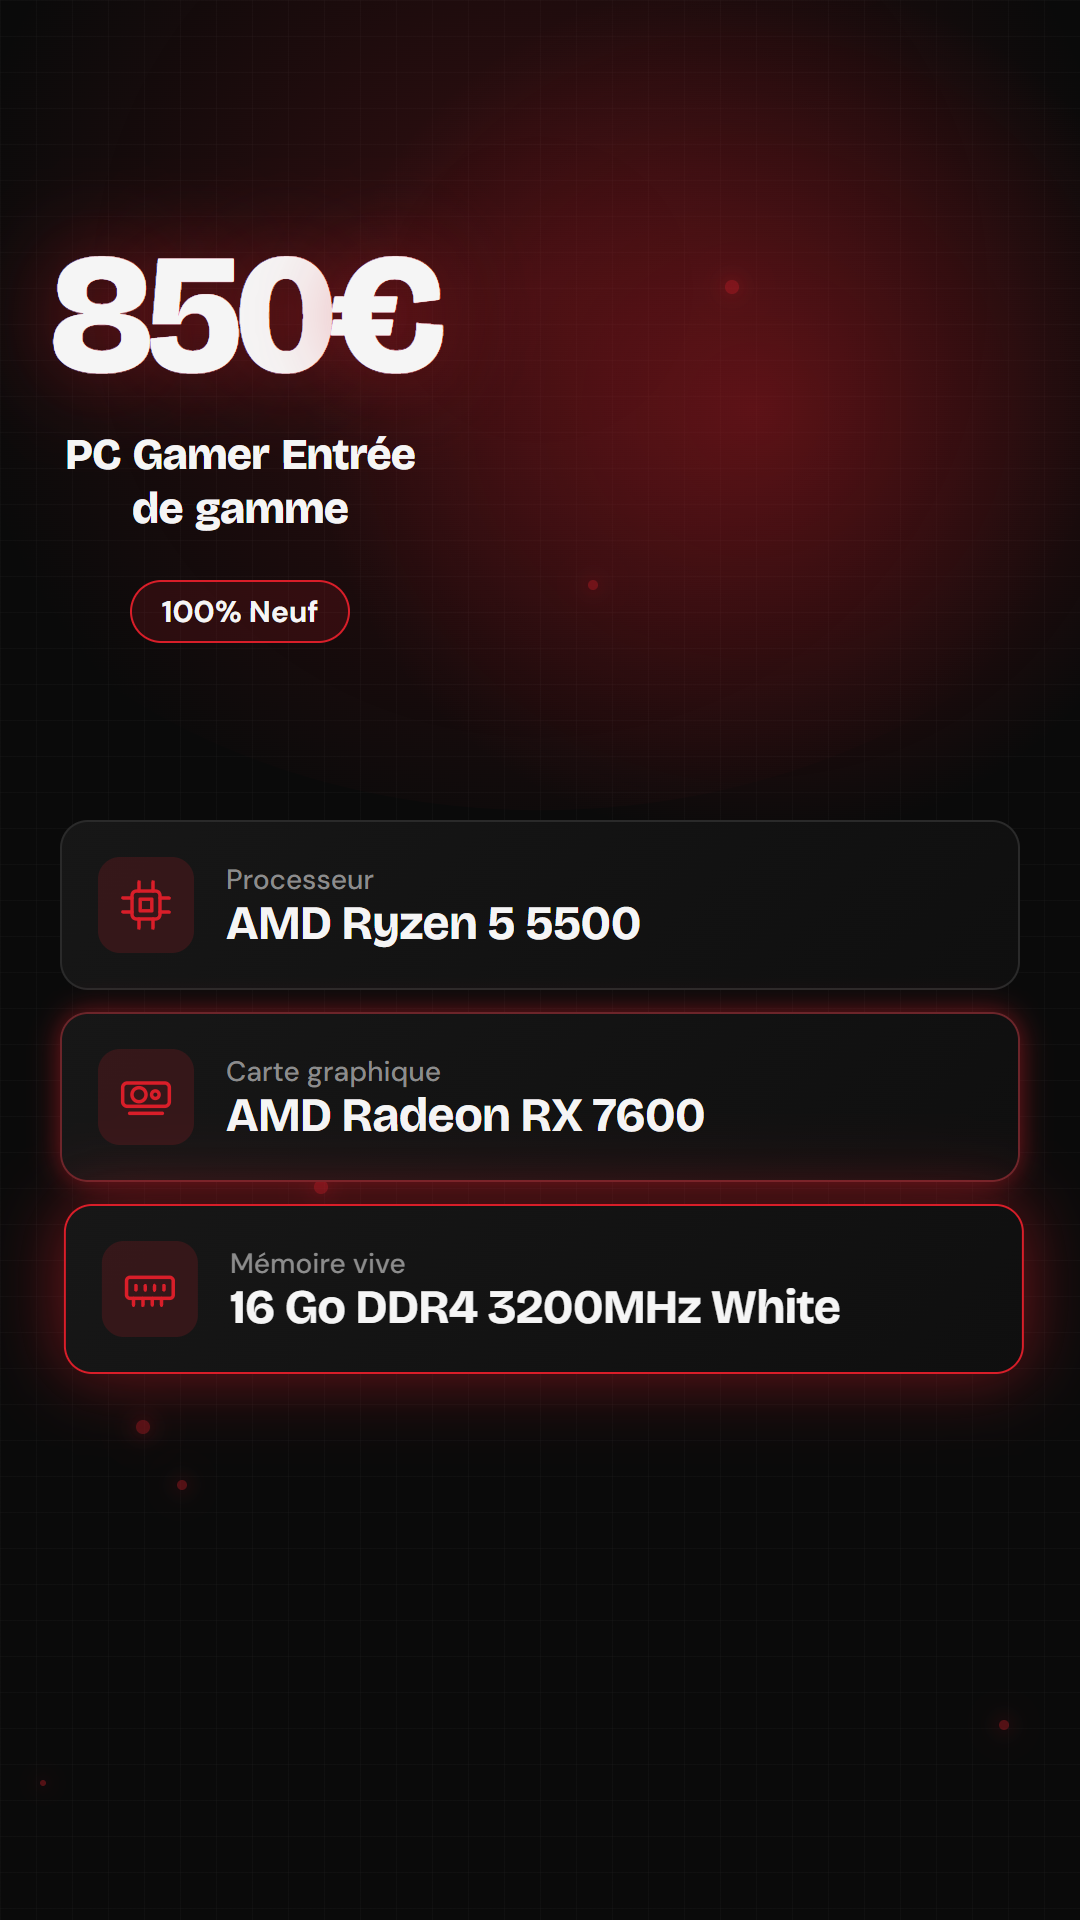 850€
PC Gamer Entrée
de gamme
100% Neuf
Processeur
AMD Ryzen 5 5500
Carte graphique
AMD Radeon RX 7600
Mémoire vive
16 Go DDR4 3200MHz White